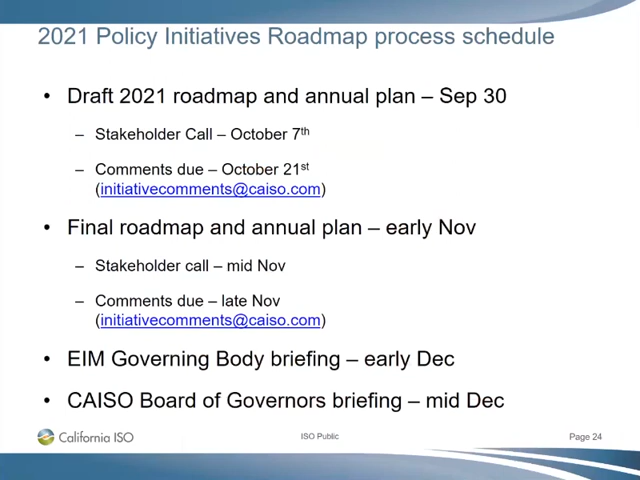 2021 Policy Initiatives Roadmap process schedule
• Draft 2021 roadmap and annual plan – Sep 30
– Stakeholder Call – October 7th
– Comments due – October 21st
(initiativecomments@caiso.com)
• Final roadmap and annual plan – early Nov
– Stakeholder call – mid Nov
– Comments due – late Nov
(initiativecomments@caiso.com)
• EIM Governing Body briefing – early Dec
• CAISO Board of Governors briefing – mid Dec
California ISO
ISO Public
Page 24